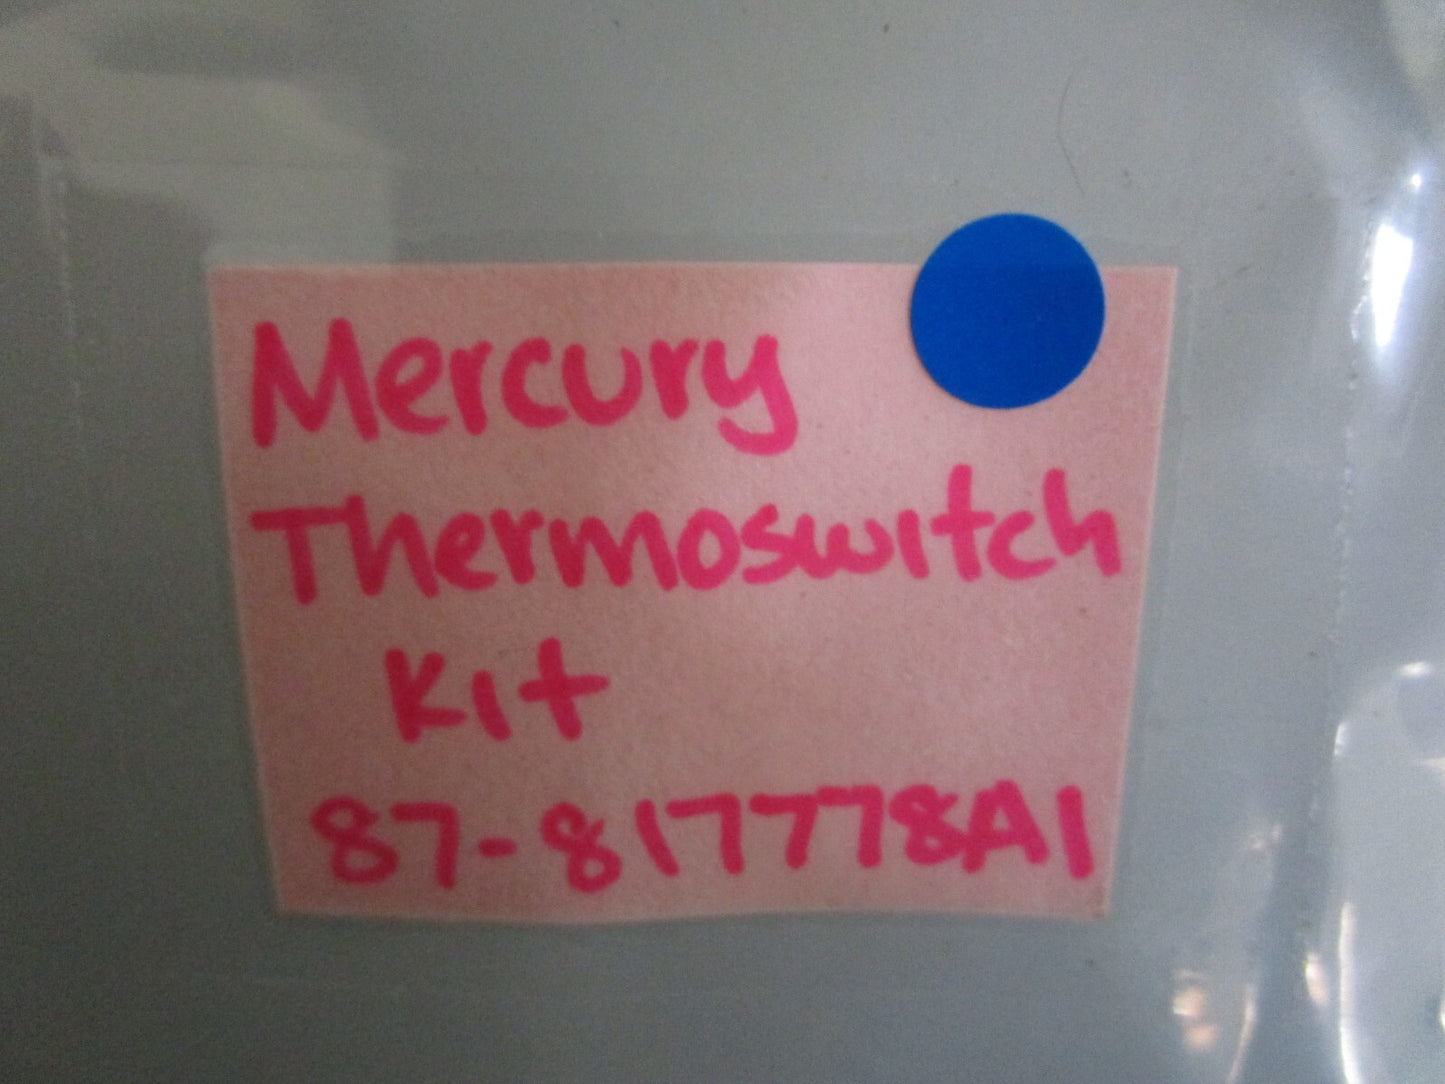 Mercury
Thermoswitch
Kit
87-817778A1